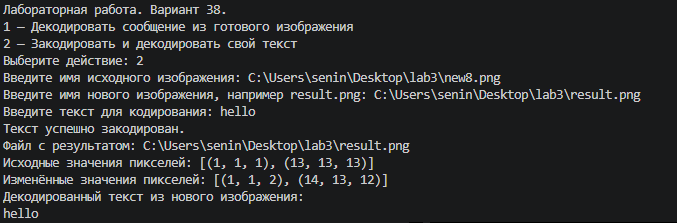 Лабораторная работа. Вариант 38.
1 — Декодировать сообщение из готового изображения
2 — Закодировать и декодировать свой текст
Выберите действие: 2
Введите имя исходного изображения: C:\Users\senin\Desktop\lab3\new8.png
Введите имя нового изображения, например result.png: C:\Users\senin\Desktop\lab3\result.png
Введите текст для кодирования: hello
Текст успешно закодирован.
Файл с результатом: C:\Users\senin\Desktop\lab3\result.png
Исходные значения пикселей: [(1, 1, 1), (13, 13, 13)]
Изменённые значения пикселей: [(1, 1, 2), (14, 13, 12)]
Декодированный текст из нового изображения:
hello